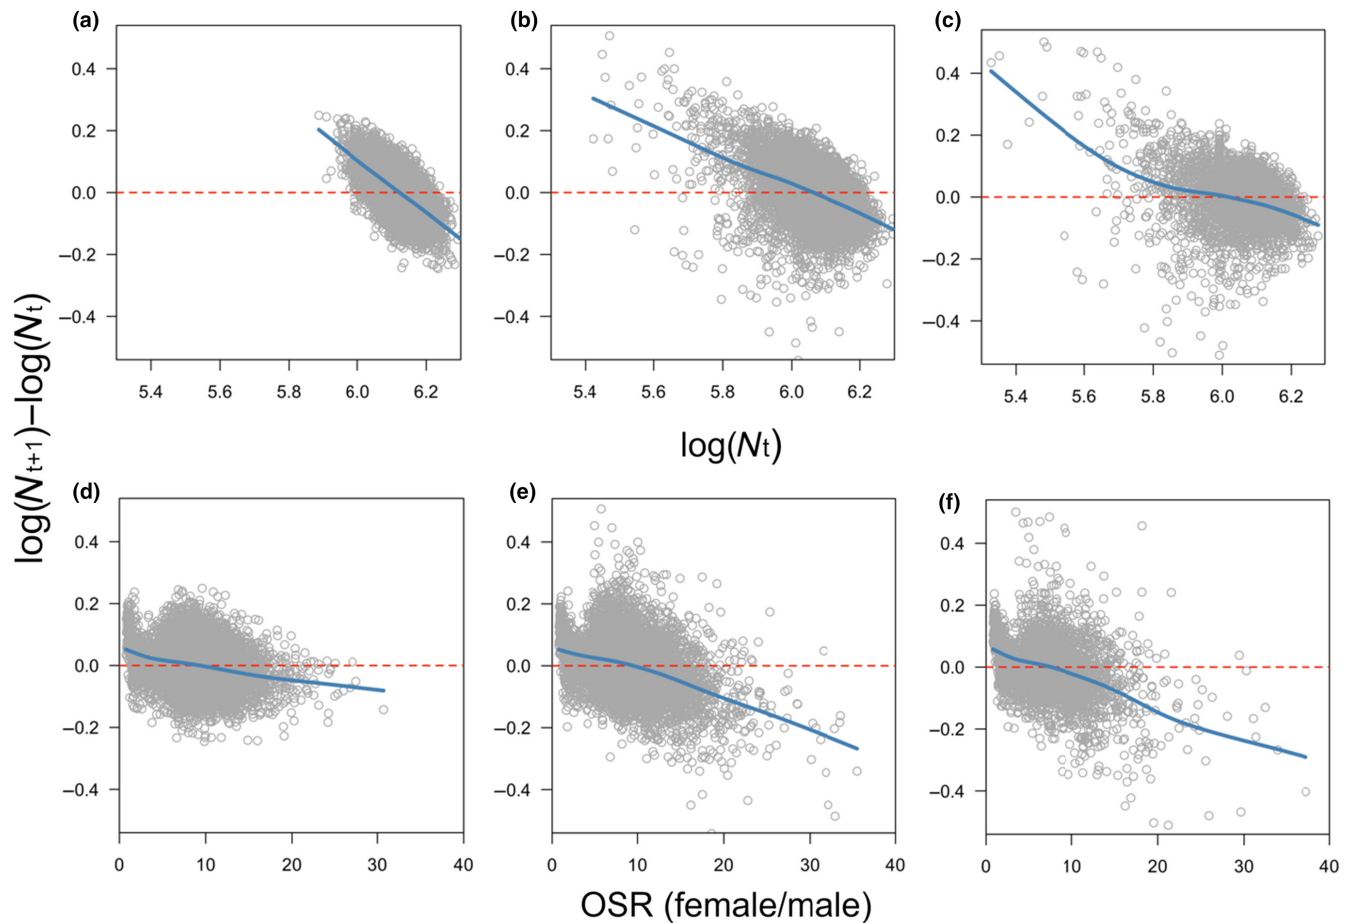 (a) (b) (c)
0.4 0.4 0.4
0.2 0.2 0.2
0.0 0.0 0.0
−0.2 −0.2 −0.2
−0.4 −0.4 −0.4
5.4 5.6 5.8 6.0 6.2 5.4 5.6 5.8 6.0 6.2 5.4 5.6 5.8 6.0 6.2
log(Nt)
log(Nt+1)−log(Nt)
(d) (e) (f)
0.4 0.4 0.4
0.2 0.2 0.2
0.0 0.0 0.0
−0.2 −0.2 −0.2
−0.4 −0.4 −0.4
0 10 20 30 40 0 10 20 30 40 0 10 20 30 40
OSR (female/male)